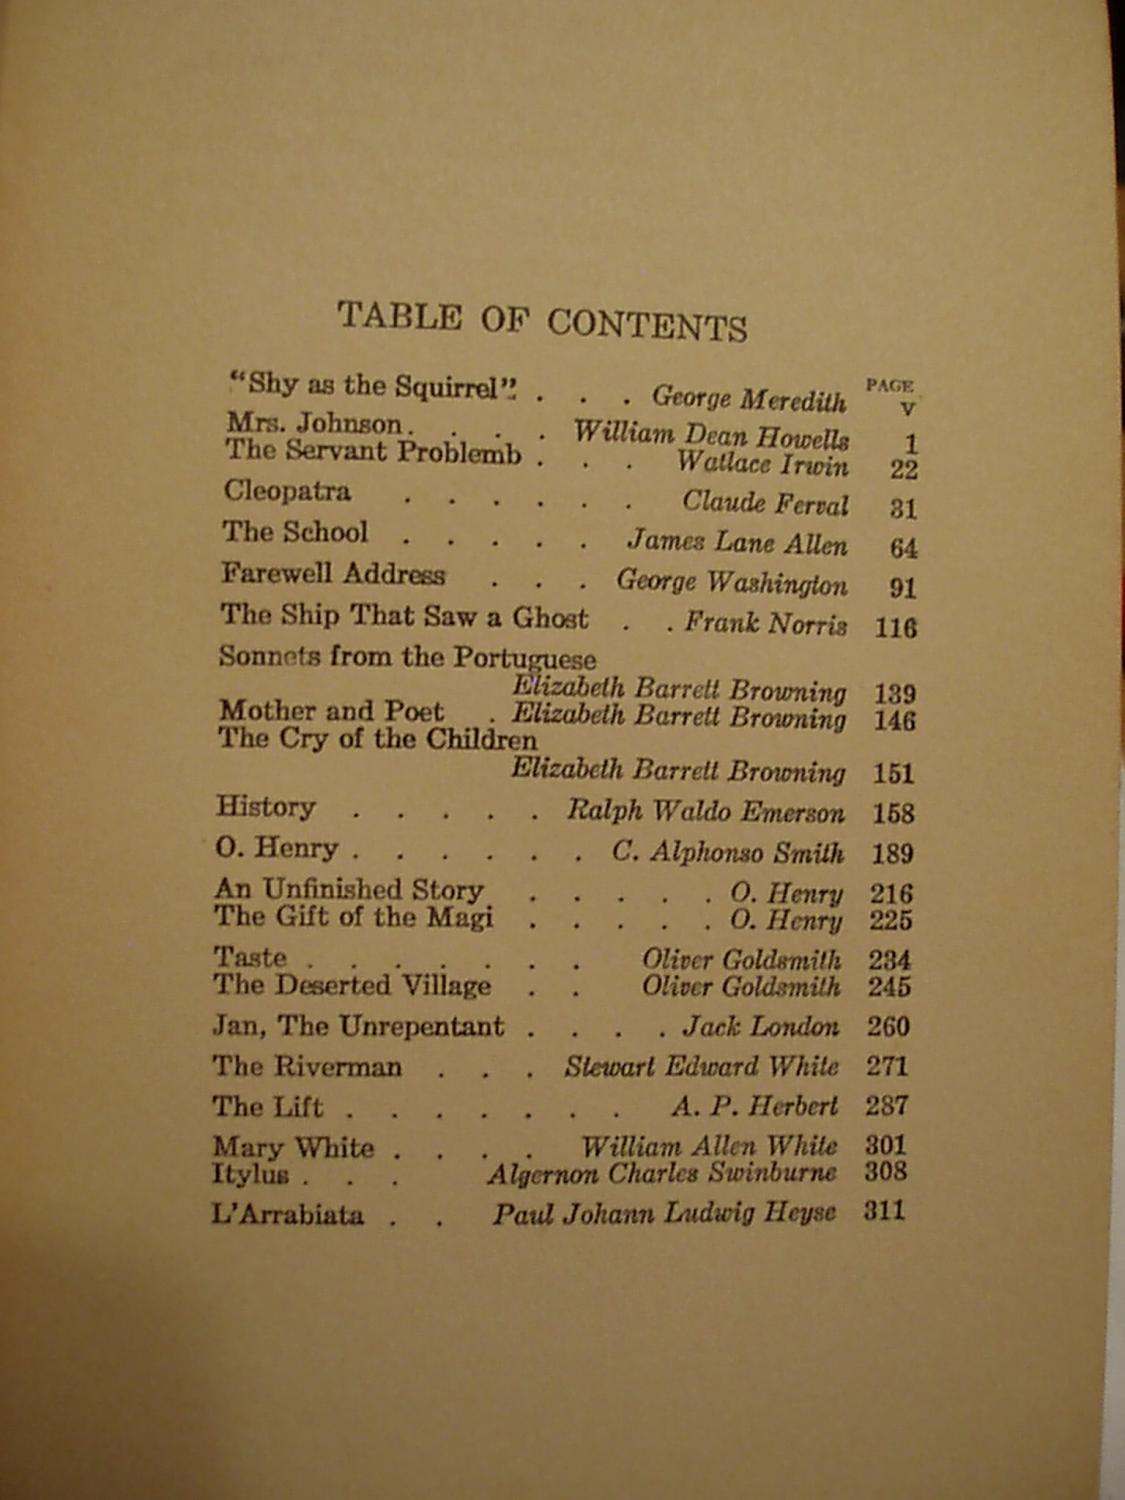 TABLE OF CONTENTS
PAGE
"Shy as the Squirrel" . . . George Meredith v
Mrs. Johnson . . . . William Dean Howells 1
The Servant Problemb . . . Wallace Irwin 22
Cleopatra . . . . . . Claude Ferval 31
The School . . . . . James Lane Allen 64
Farewell Address . . . George Washington 91
The Ship That Saw a Ghost . . Frank Norris 116
Sonnets from the Portuguese
Elizabeth Barrett Browning 139
Mother and Poet . Elizabeth Barrett Browning 146
The Cry of the Children
Elizabeth Barrett Browning 151
History . . . . . Ralph Waldo Emerson 158
O. Henry . . . . . . C. Alphonso Smith 189
An Unfinished Story . . . . . O. Henry 216
The Gift of the Magi . . . . . O. Henry 225
Taste . . . . . . . Oliver Goldsmith 234
The Deserted Village . . Oliver Goldsmith 245
Jan, The Unrepentant . . . . Jack London 260
The Riverman . . . Stewart Edward White 271
The Lift . . . . . . . A. P. Herbert 287
Mary White . . . . William Allen White 301
Itylus . . . Algernon Charles Swinburne 308
L'Arrabiata . . Paul Johann Ludwig Heyse 311